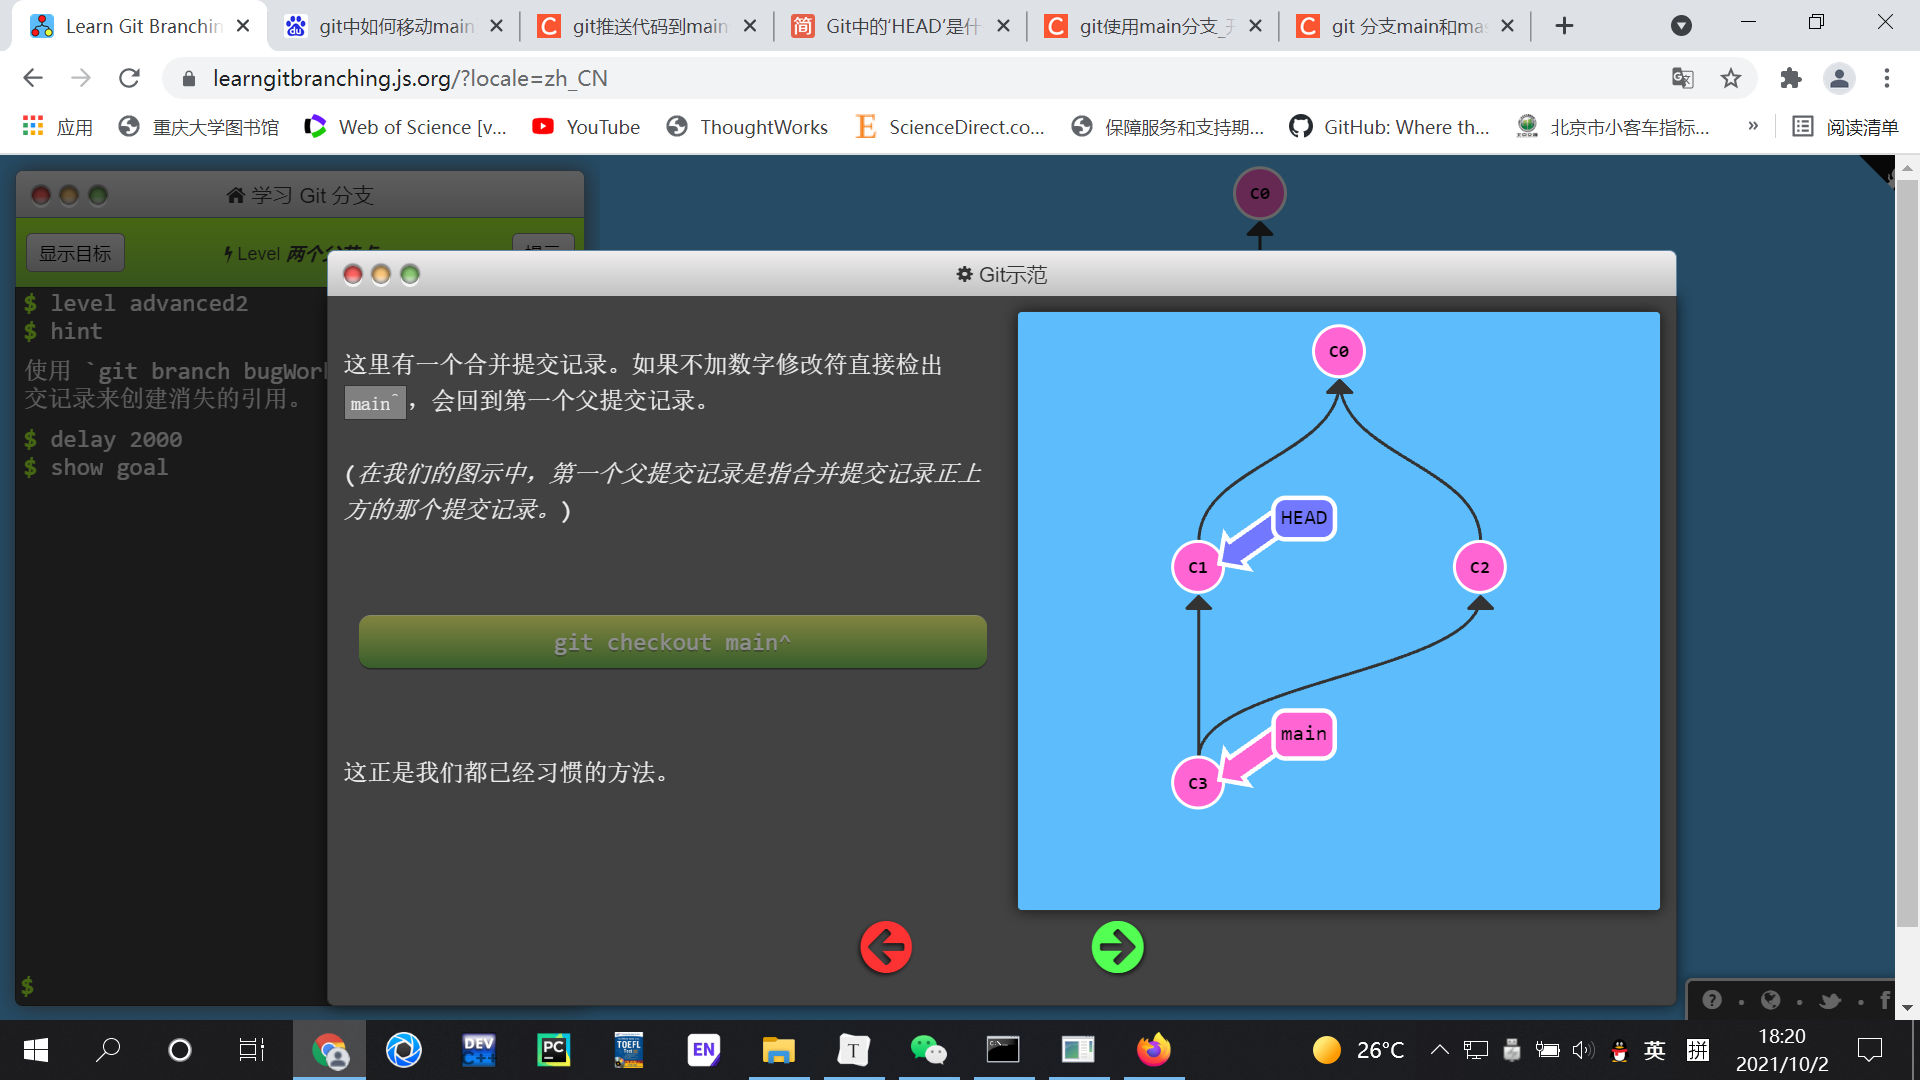 Learn Git Branchin
git中如何移动main
git推送代码到main
Git中的‘HEAD’是什
git使用main分支_
git 分支main和mas
learngitbranching.js.org/?locale=zh_CN
应用
重庆大学图书馆
Web of Science [v...
YouTube
ThoughtWorks
ScienceDirect.co...
保障服务和支持期...
GitHub: Where th...
北京市小客车指标...
»
阅读清单
学习 Git 分支
显示目标
Level 两个父节点
提示
$ level advanced2
$ hint
使用 `git branch bugWor
交记录来创建消失的引用。
$ delay 2000
$ show goal
$
C0
Git示范
这里有一个合并提交记录。如果不加数字修改符直接检出
main^，会回到第一个父提交记录。
(在我们的图示中，第一个父提交记录是指合并提交记录正上
方的那个提交记录。)
git checkout main^
这正是我们都已经习惯的方法。
C0
HEAD
C1
C2
main
C3
DEV
C++
PC
TOEFL
EN
T
26°C
英
拼
18:20
2021/10/2